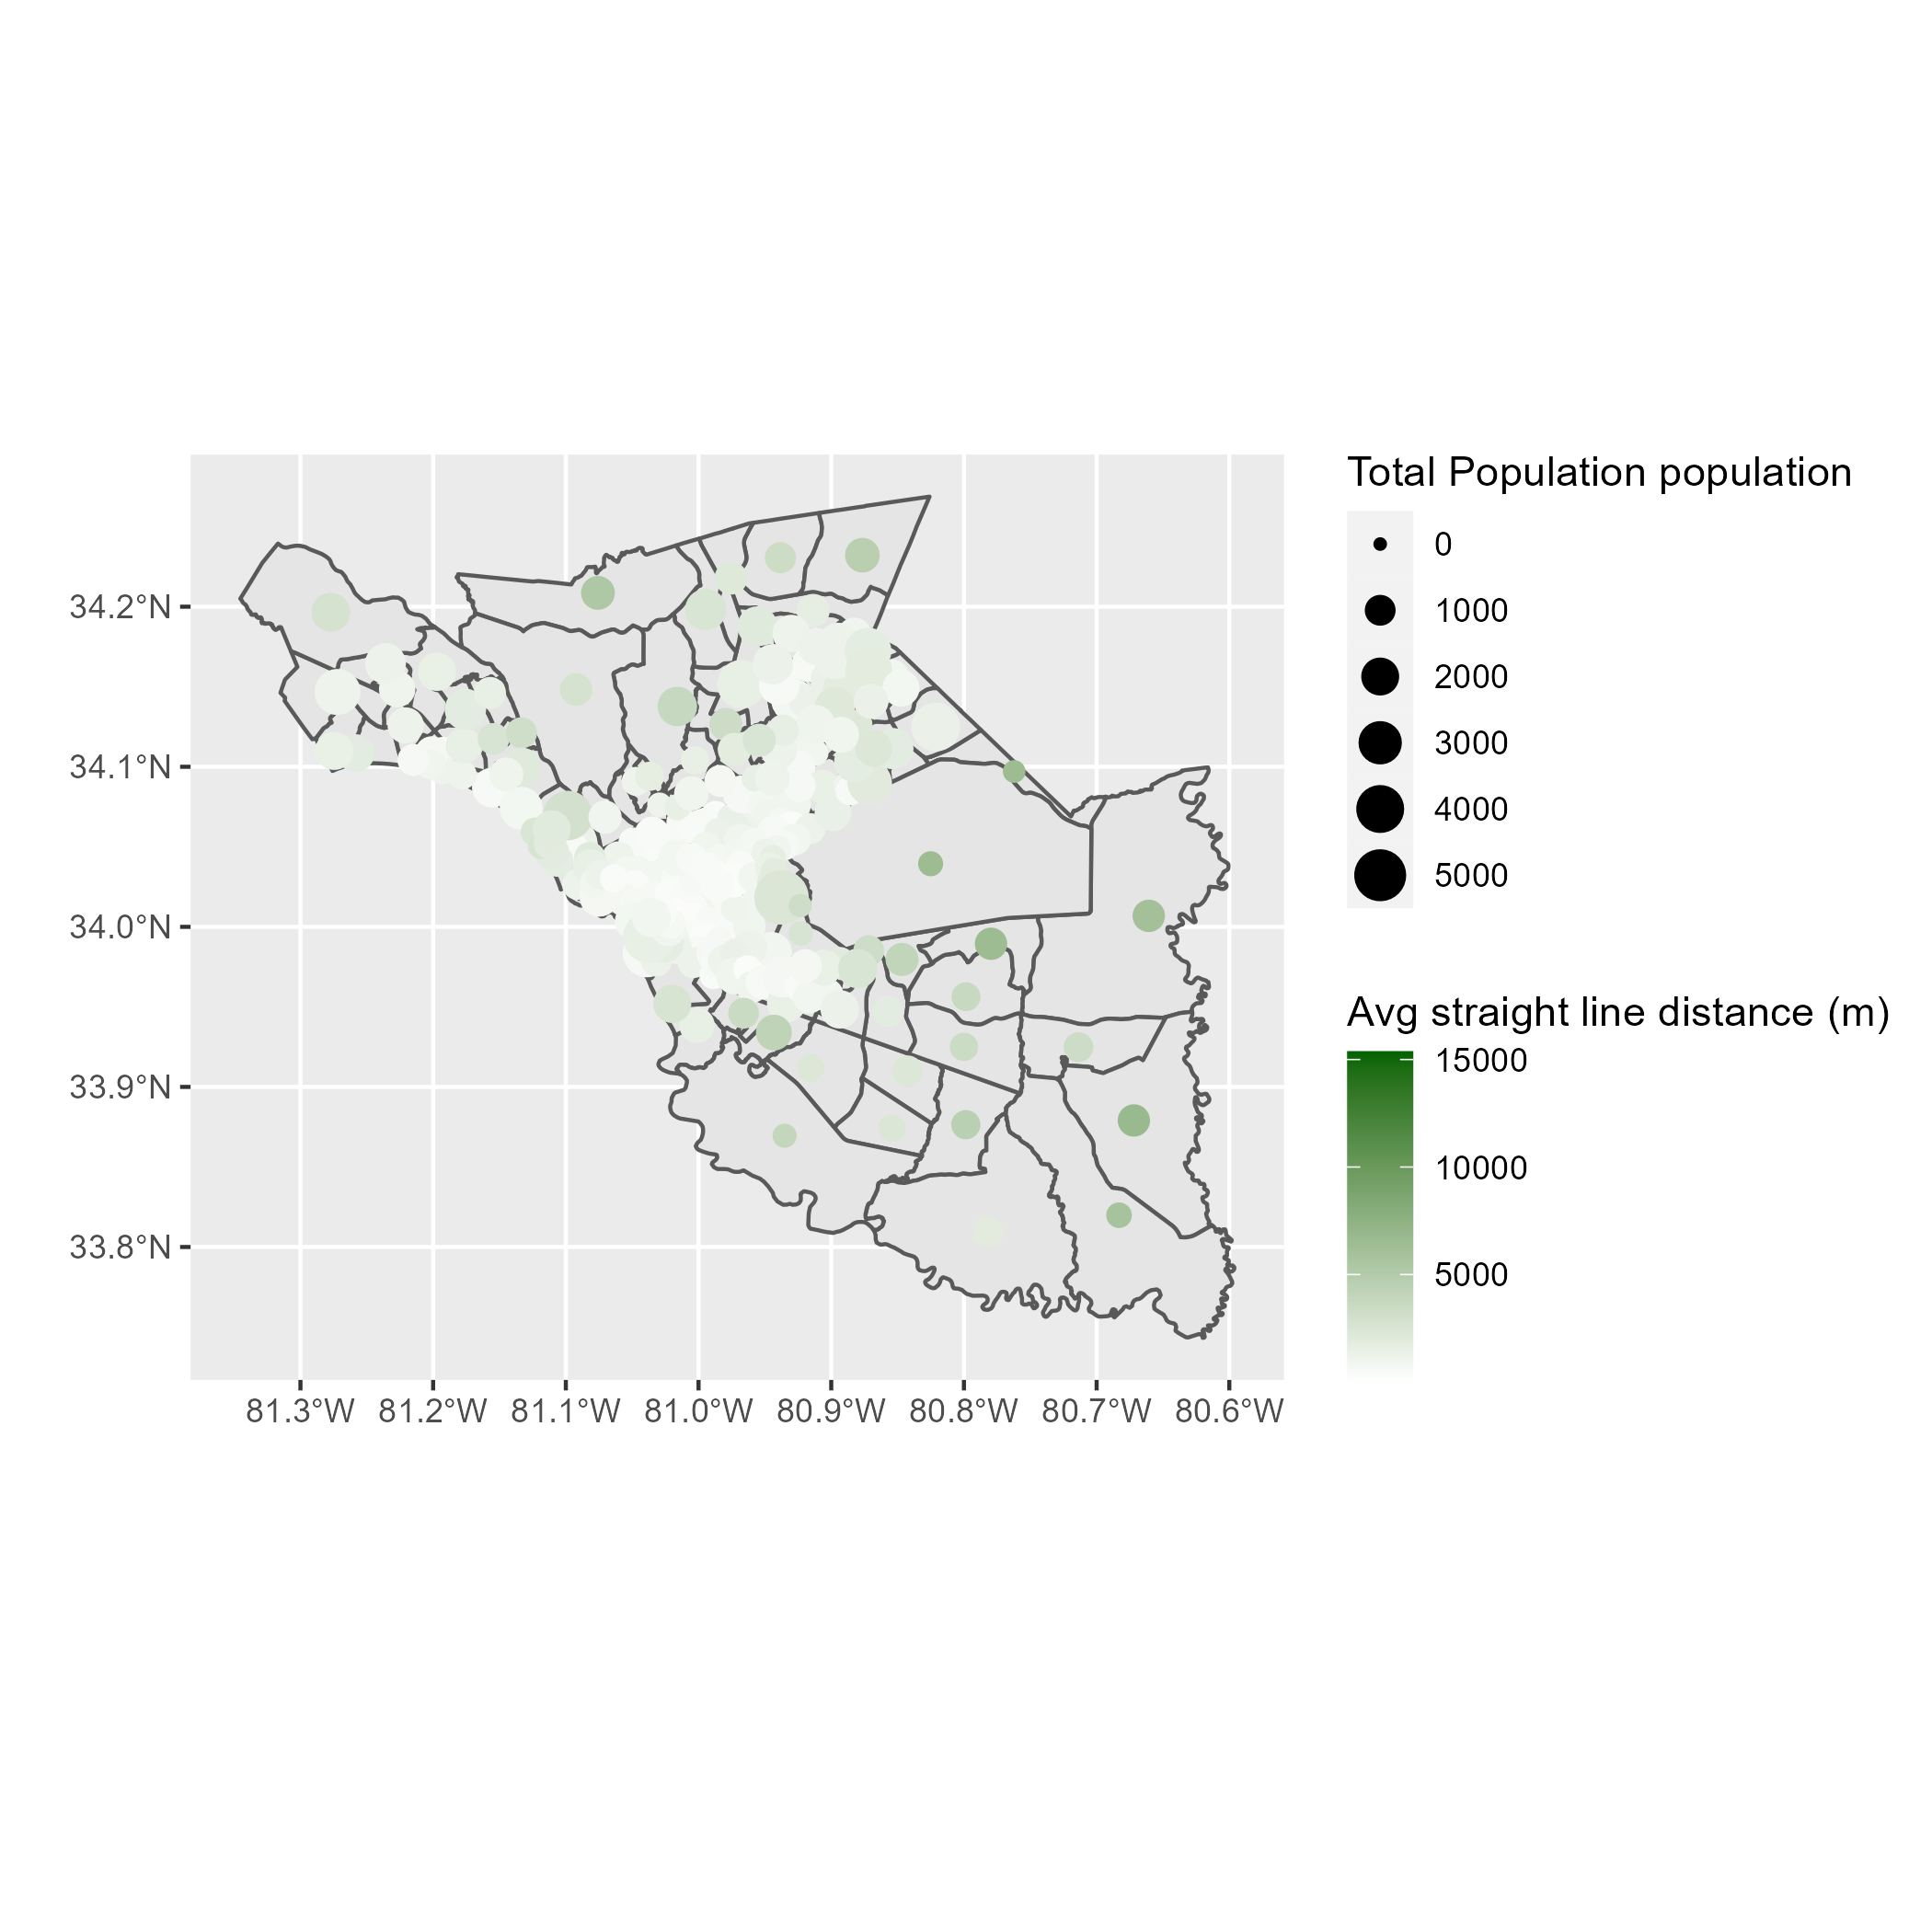 34.2°N
34.1°N
34.0°N
33.9°N
33.8°N
81.3°W 81.2°W 81.1°W 81.0°W 80.9°W 80.8°W 80.7°W 80.6°W
Total Population population
0
1000
2000
3000
4000
5000
Avg straight line distance (m)
15000
10000
5000